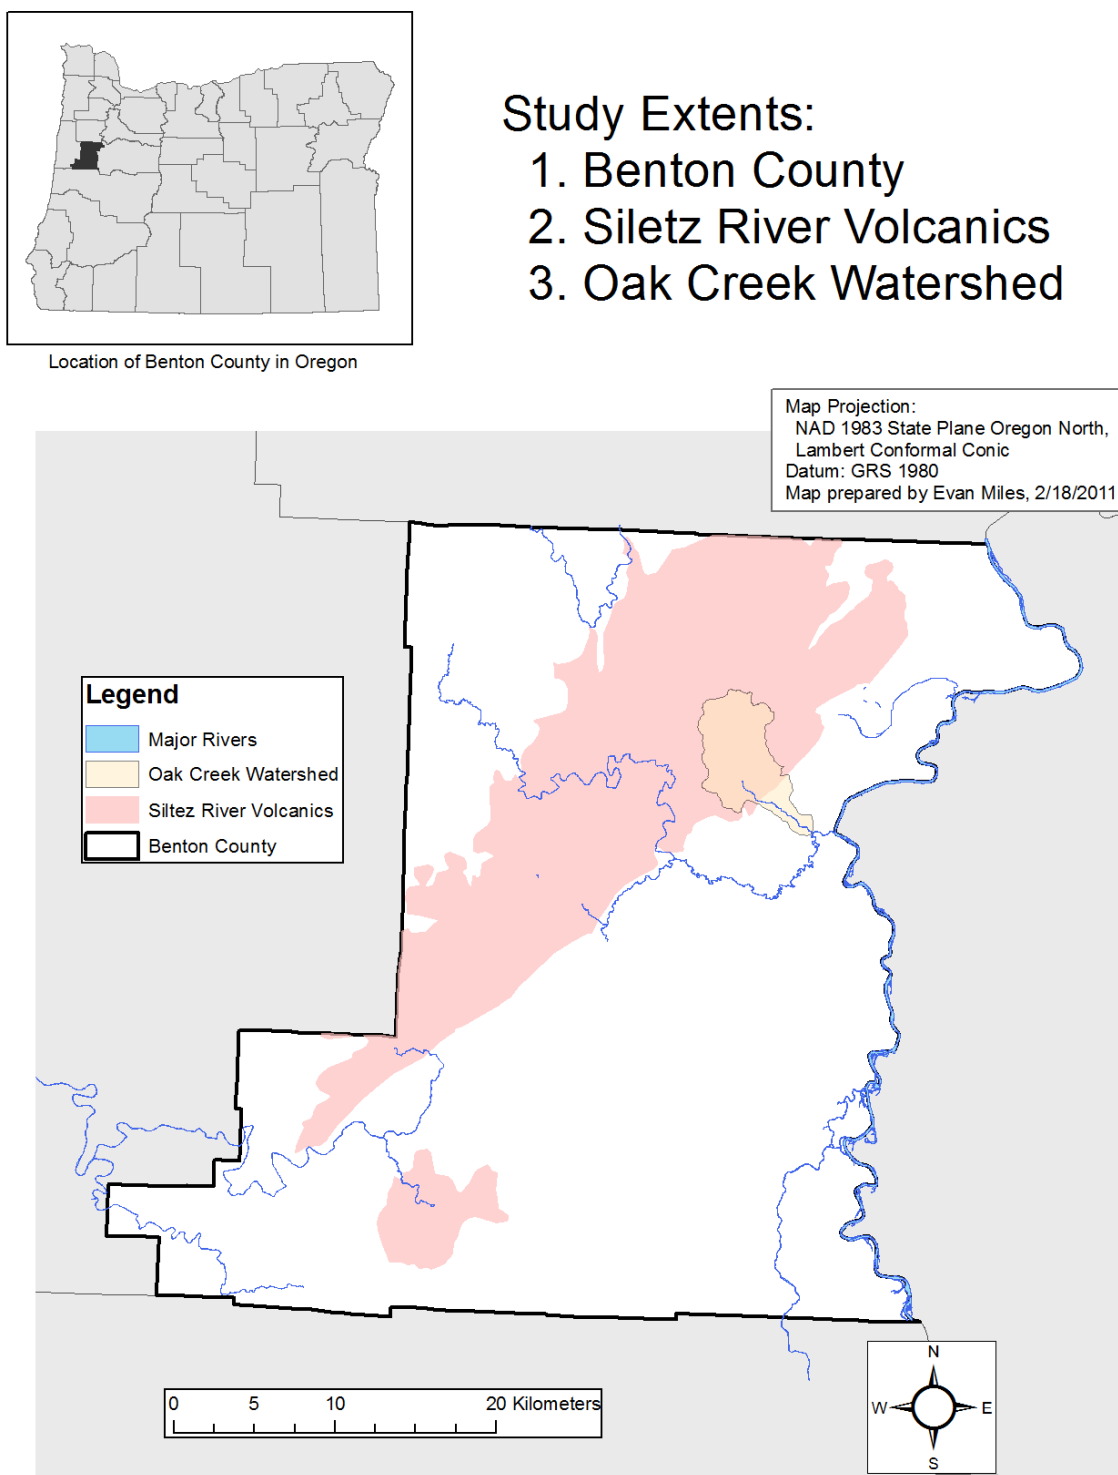 Study Extents:
1. Benton County
2. Siletz River Volcanics
3. Oak Creek Watershed
Location of Benton County in Oregon
Map Projection:
NAD 1983 State Plane Oregon North,
Lambert Conformal Conic
Datum: GRS 1980
Map prepared by Evan Miles, 2/18/2011
Legend
Major Rivers
Oak Creek Watershed
Siltez River Volcanics
Benton County
0 5 10 20 Kilometers
N
W E
S